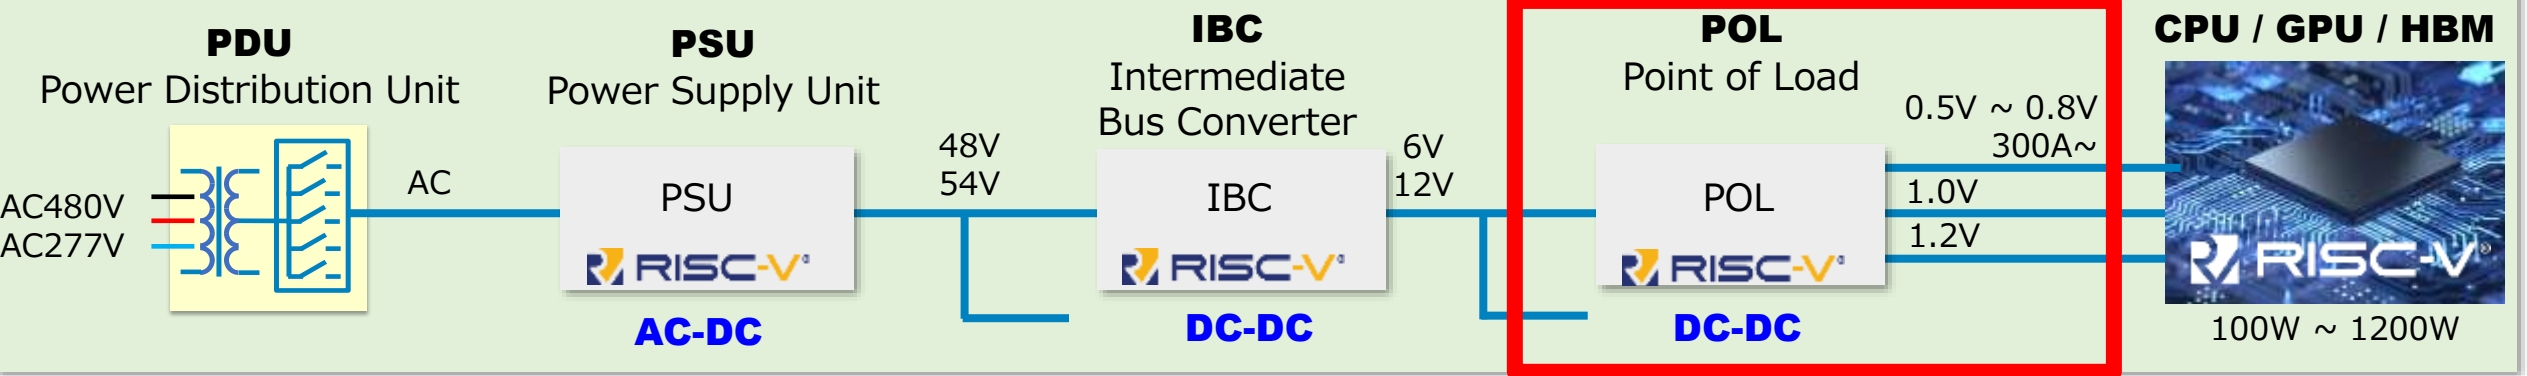 PDU
Power Distribution Unit
AC480V
AC277V
AC
PSU
Power Supply Unit
PSU
RISC-V®
AC-DC
48V
54V
IBC
Intermediate
Bus Converter
IBC
RISC-V®
DC-DC
6V
12V
POL
Point of Load
POL
RISC-V®
DC-DC
0.5V ~ 0.8V
300A~
1.0V
1.2V
CPU / GPU / HBM
RISC-V®
100W ~ 1200W